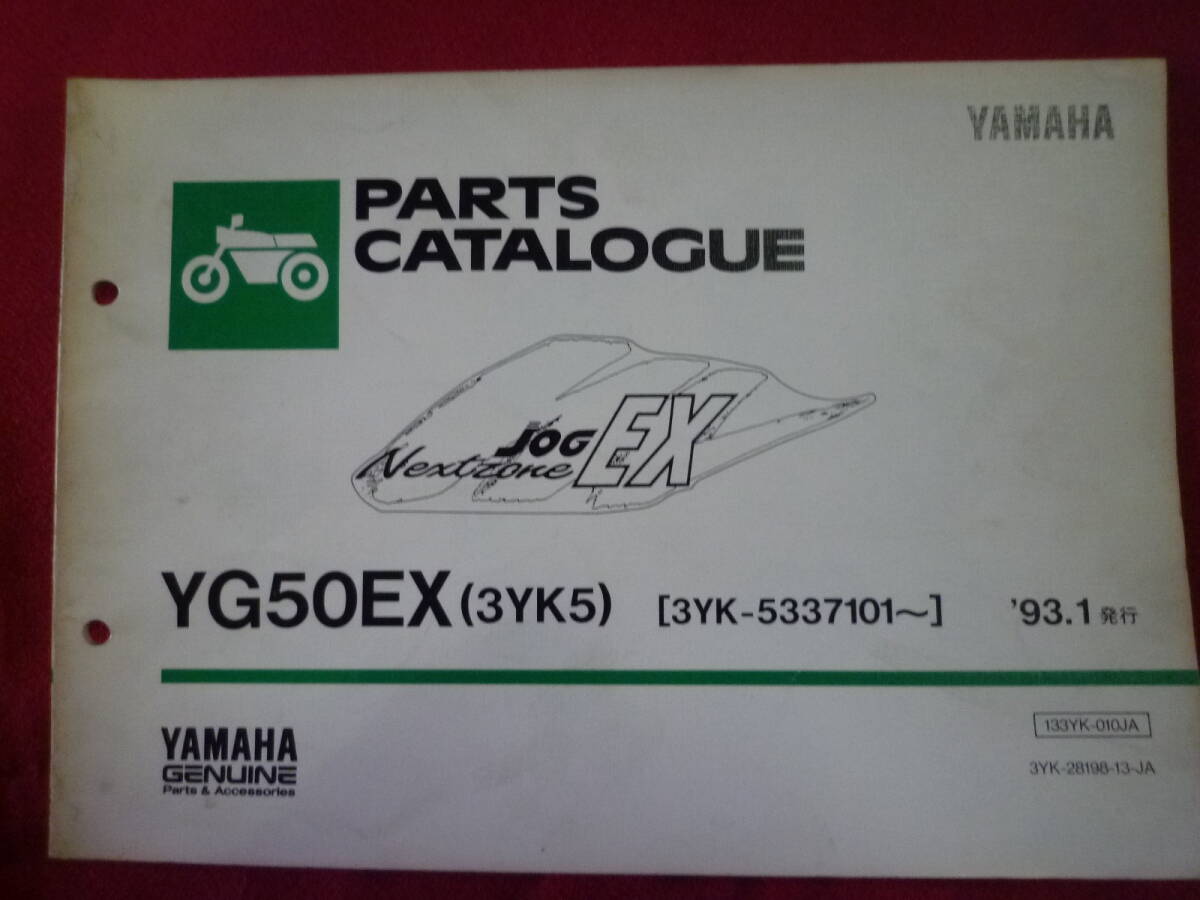 YAMAHA
PARTS
CATALOGUE
JOG
Nextzone EX
YG50EX (3YK5) [3YK-5337101~] '93.1 発行
YAMAHA
GENUINE
Parts & Accessories
133YK-010JA
3YK-28198-13-JA